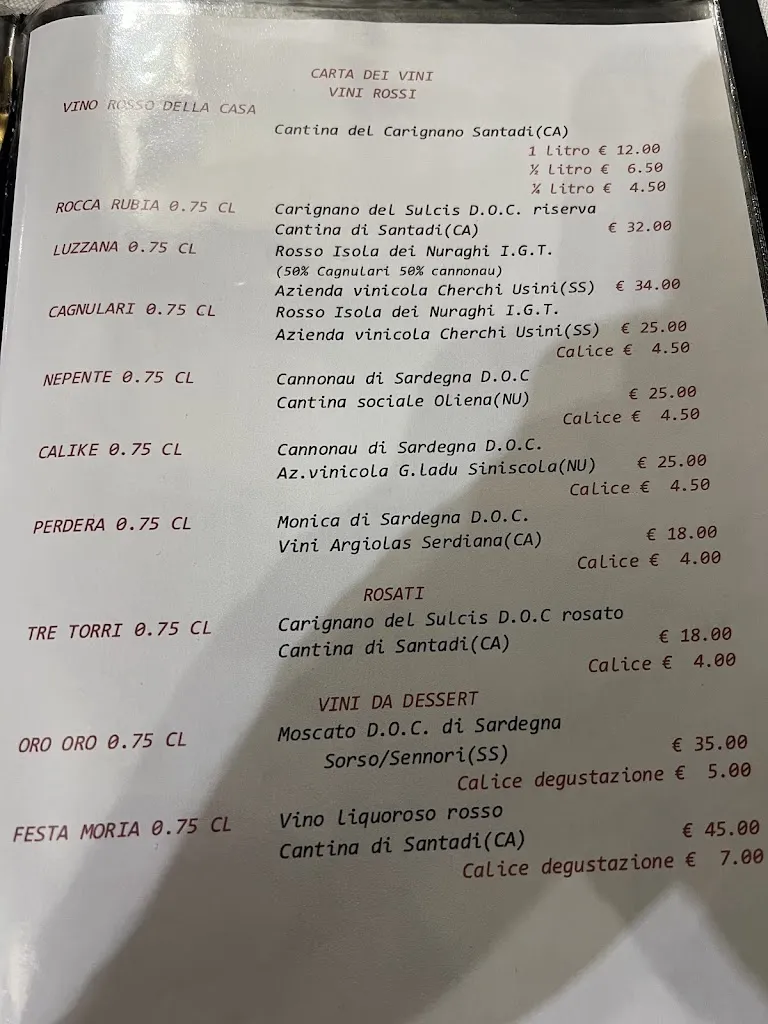 CARTA DEI VINI
VINI ROSSI
VINO ROSSO DELLA CASA
Cantina del Carignano Santadi(CA)
1 Litro € 12.00
½ Litro € 6.50
¼ Litro € 4.50
ROCCA RUBIA 0.75 CL Carignano del Sulcis D.O.C. riserva
Cantina di Santadi(CA) € 32.00
LUZZANA 0.75 CL Rosso Isola dei Nuraghi I.G.T.
(50% Cagnulari 50% cannonau)
Azienda vinicola Cherchi Usini(SS) € 34.00
CAGNULARI 0.75 CL Rosso Isola dei Nuraghi I.G.T.
Azienda vinicola Cherchi Usini(SS) € 25.00
Calice € 4.50
NEPENTE 0.75 CL Cannonau di Sardegna D.O.C
Cantina sociale Oliena(NU) € 25.00
Calice € 4.50
CALIKE 0.75 CL Cannonau di Sardegna D.O.C.
Az.vinicola G.ladu Siniscola(NU) € 25.00
Calice € 4.50
PERDERA 0.75 CL Monica di Sardegna D.O.C.
Vini Argiolas Serdiana(CA) € 18.00
Calice € 4.00
ROSATI
TRE TORRI 0.75 CL Carignano del Sulcis D.O.C rosato
Cantina di Santadi(CA) € 18.00
Calice € 4.00
VINI DA DESSERT
ORO ORO 0.75 CL Moscato D.O.C. di Sardegna
Sorso/Sennori(SS) € 35.00
Calice degustazione € 5.00
FESTA MORIA 0.75 CL Vino liquoroso rosso
Cantina di Santadi(CA) € 45.00
Calice degustazione € 7.00